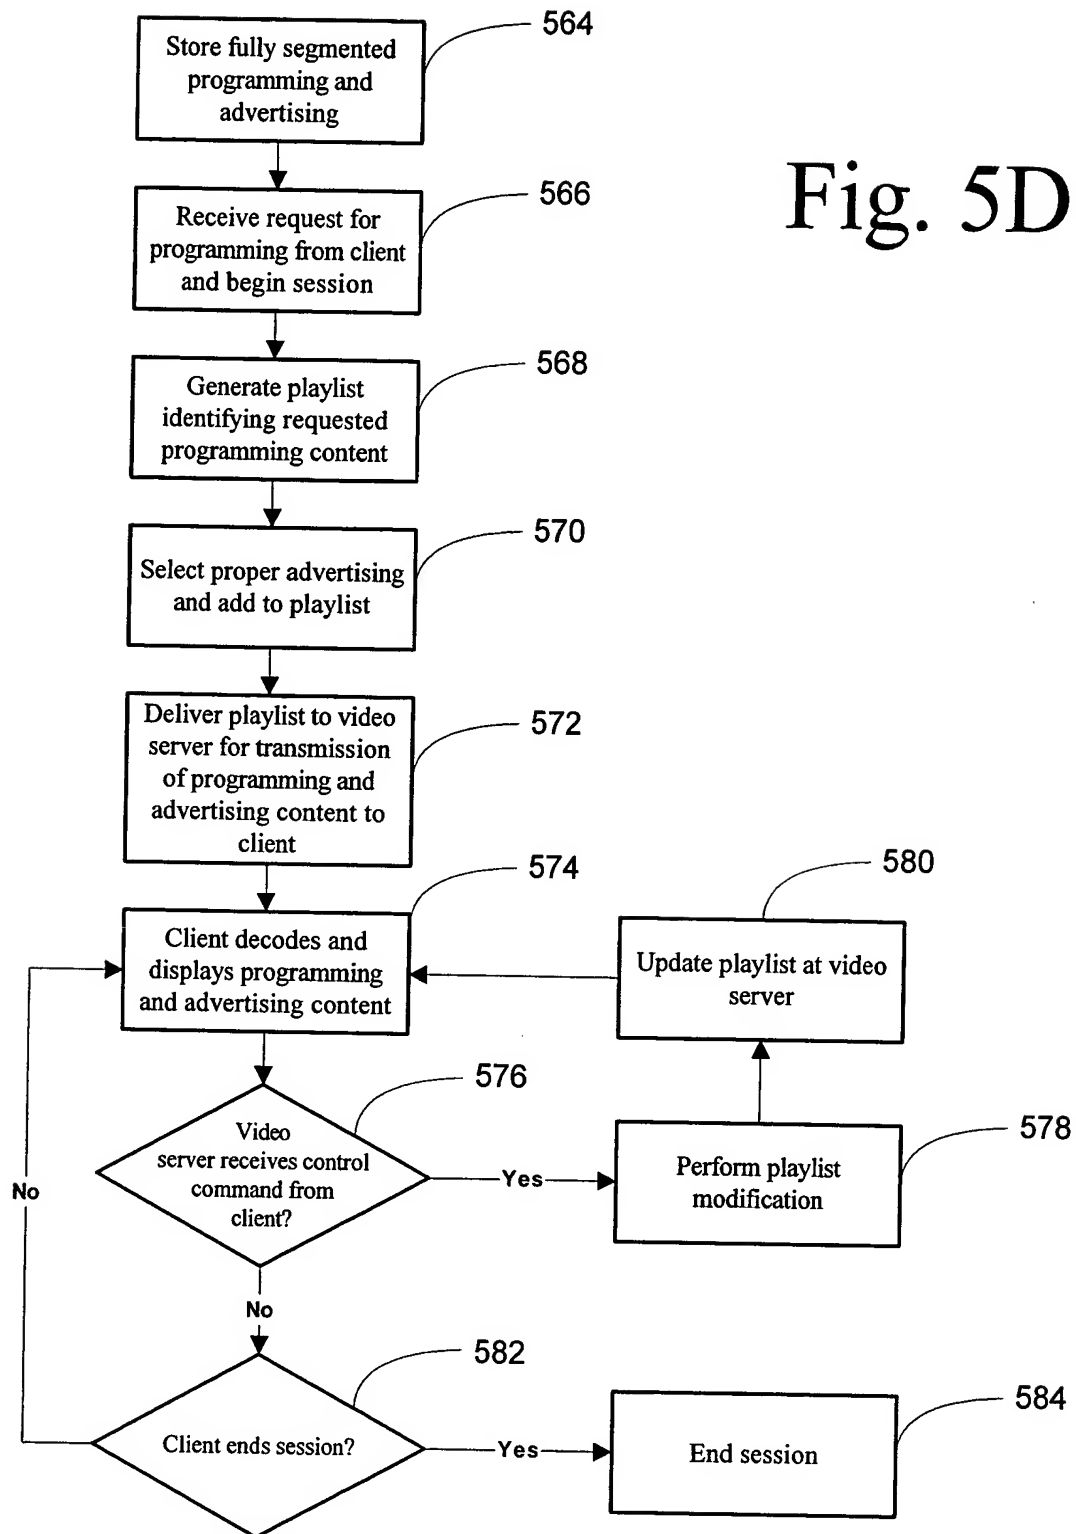 564
Store fully segmented
programming and
advertising
Fig. 5D
566
Receive request for
programming from client
and begin session
568
Generate playlist
identifying requested
programming content
570
Select proper advertising
and add to playlist
572
Deliver playlist to video
server for transmission
of programming and
advertising content to
client
574
Client decodes and
displays programming
and advertising content
580
Update playlist at video
server
576
Video
server receives control
command from
client?
Yes
578
Perform playlist
modification
No
No
582
Client ends session?
Yes
584
End session